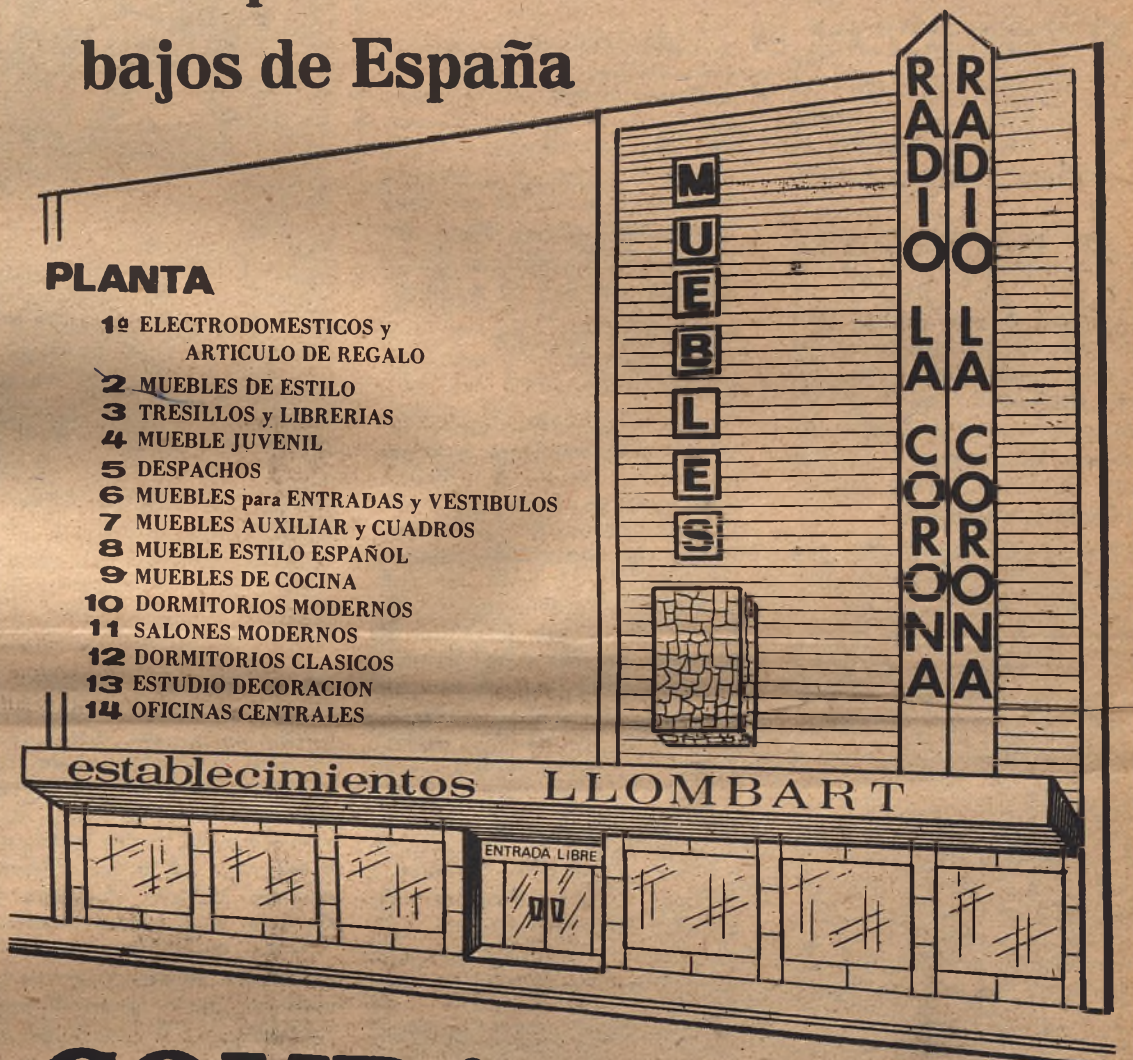 bajos de España
PLANTA
1ª ELECTRODOMESTICOS y
ARTICULO DE REGALO
2 MUEBLES DE ESTILO
3 TRESILLOS y LIBRERIAS
4 MUEBLE JUVENIL
5 DESPACHOS
6 MUEBLES para ENTRADAS y VESTIBULOS
7 MUEBLES AUXILIAR y CUADROS
8 MUEBLE ESTILO ESPAÑOL
9 MUEBLES DE COCINA
10 DORMITORIOS MODERNOS
11 SALONES MODERNOS
12 DORMITORIOS CLASICOS
13 ESTUDIO DECORACION
14 OFICINAS CENTRALES
MUEBLES
RADIO LA CORONA
RADIO LA CORONA
establecimientos LLOMBART
ENTRADA LIBRE